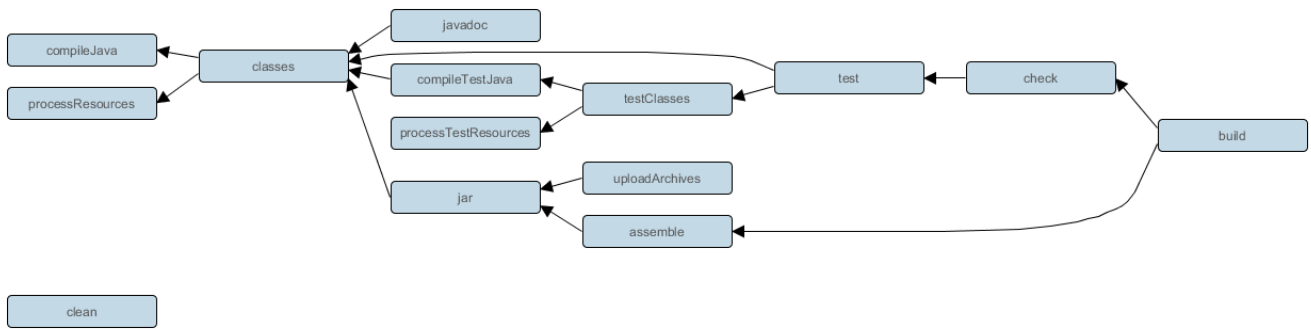 javadoc
compileJava
classes
compileTestJava
test
check
processResources
testClasses
processTestResources
build
uploadArchives
jar
assemble
clean